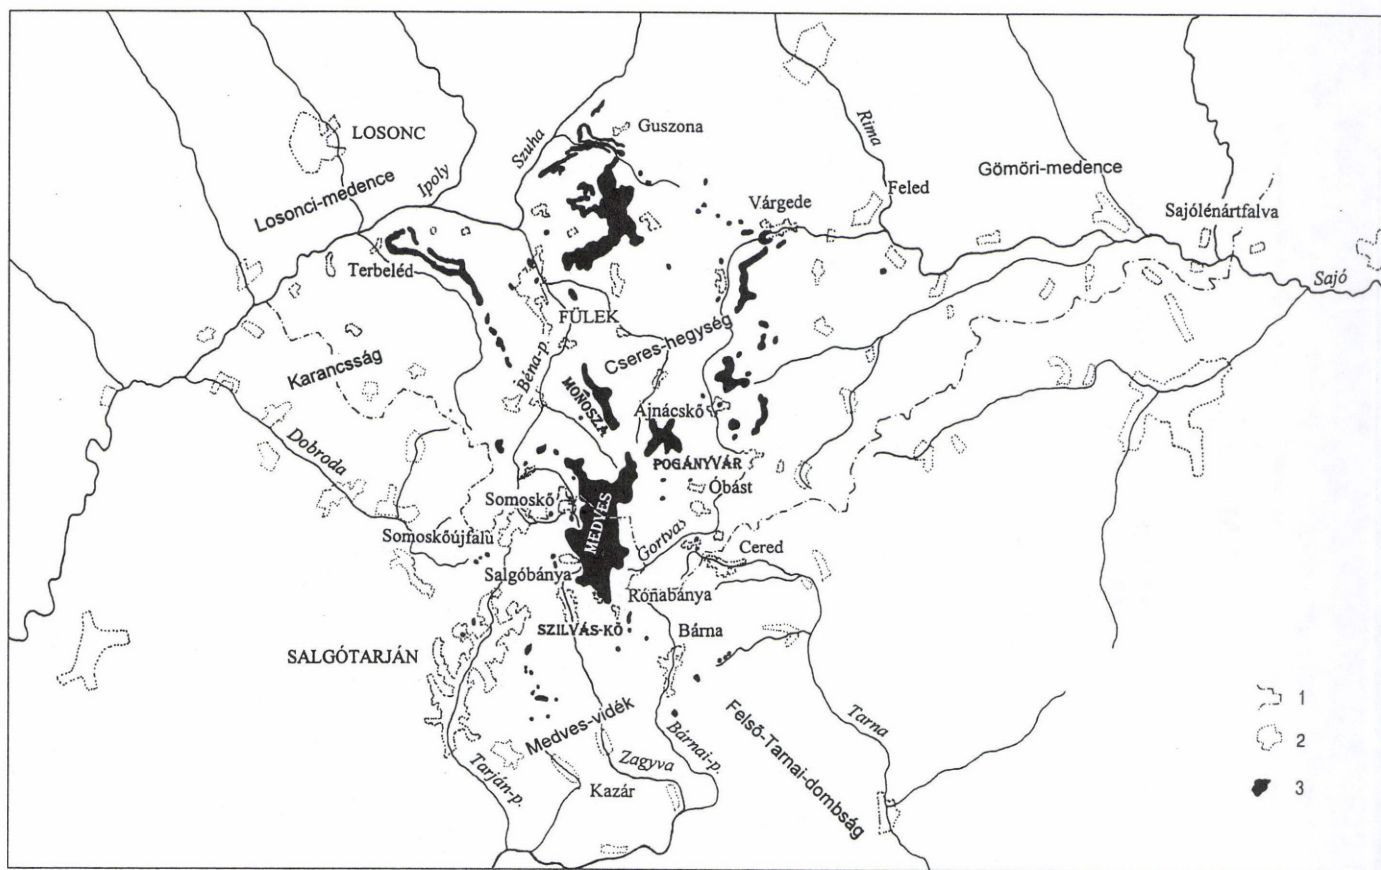 Guszona
Szuha
Rima
LOSONC
Gömöri-medence
Ipoly
Feled
Losonci-medence
Várgede
Sajólénártfalva
Terbeléd
Sajó
FÜLEK
Cseres-hegység
Karancsság
Béna-p.
MONOSZA
Ajnácskő
Dobroda
POGÁNYVÁR
Óbást
Somoskő
MEDVES
Somoskőújfalu
Gortvas
Cered
Salgóbánya
Rónabánya
SZILVÁS-KŐ
Bárna
SALGÓTARJÁN
1
Medves-vidék
Felső-Tarnai-dombság
Tarna
2
Bárnai-p.
Zagyva
Tarján-p.
Kazár
3